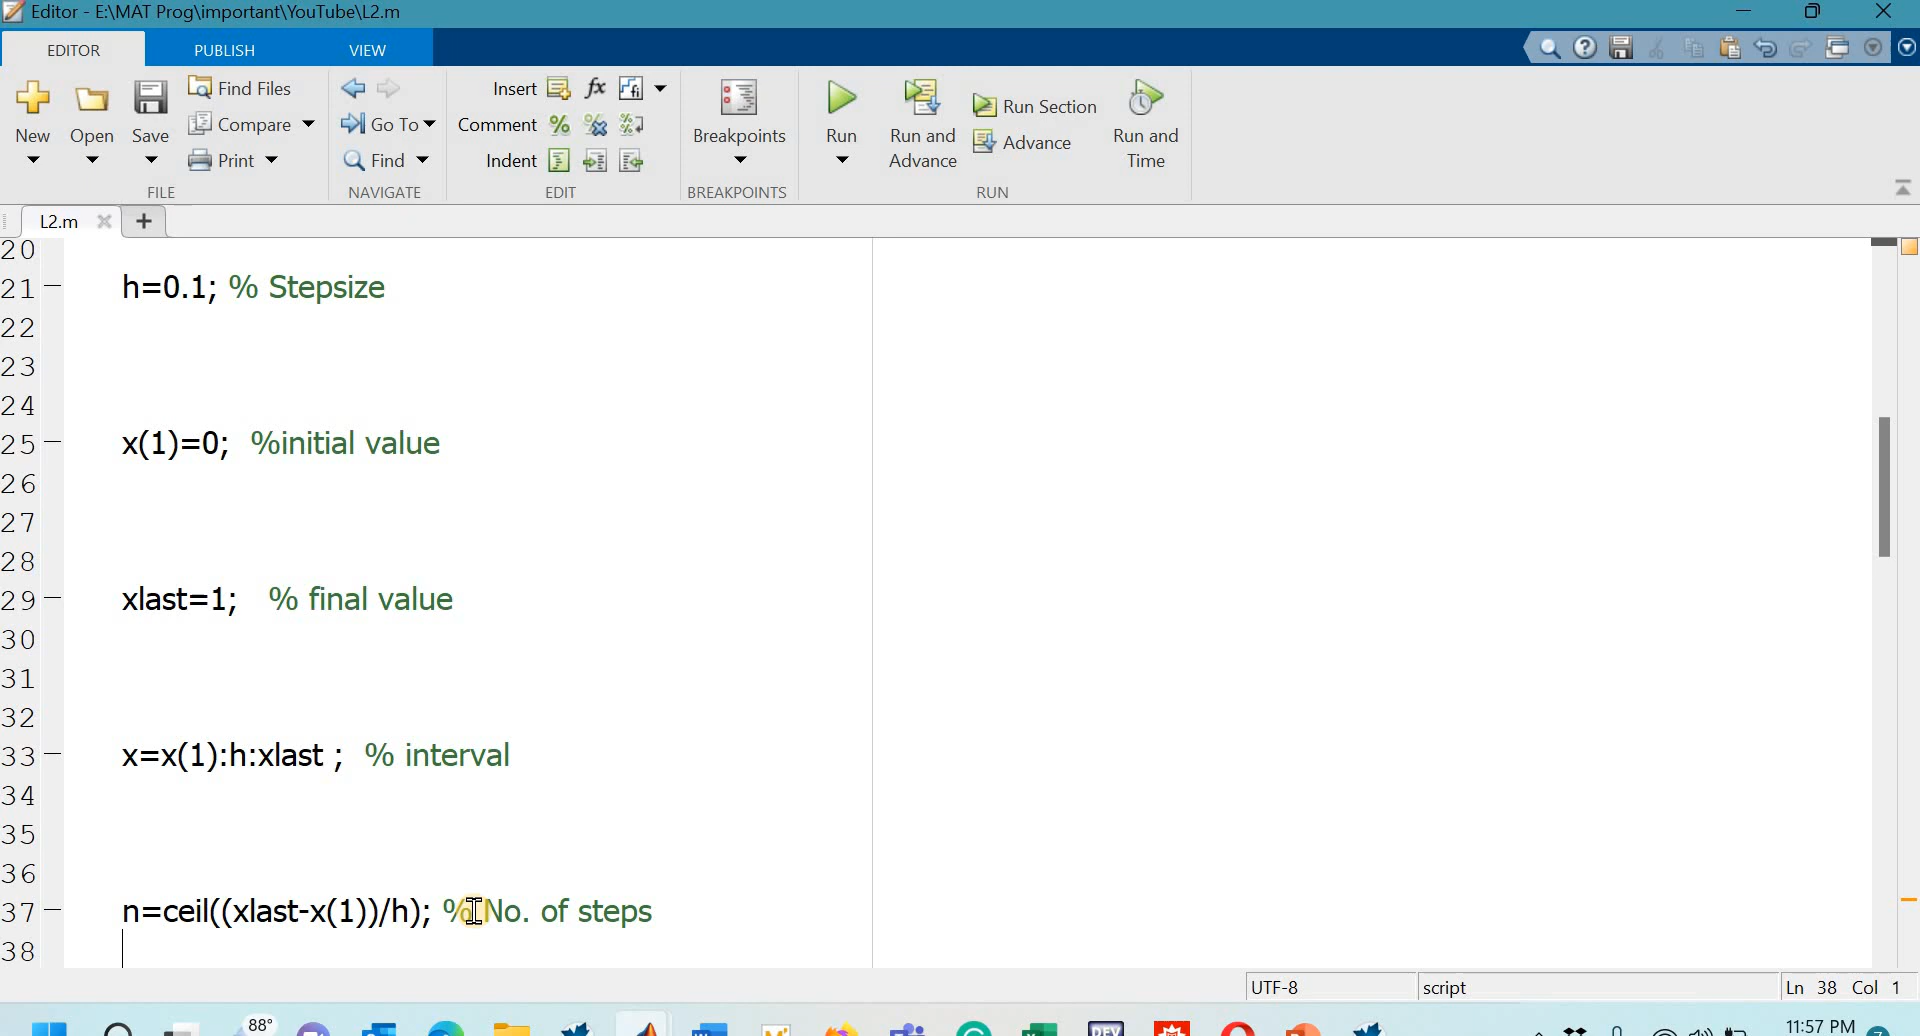 Editor - E:\MAT Prog\important\YouTube\L2.m
EDITOR PUBLISH VIEW
New Open Save Find Files Compare Print
FILE
Go To Find
NAVIGATE
Insert fx fi
Comment % %
Indent
EDIT
Breakpoints
BREAKPOINTS
Run Run and Advance Run Section Advance Run and Time
RUN
L2.m
20
21 h=0.1; % Stepsize
22
23
24
25 x(1)=0; %initial value
26
27
28
29 xlast=1; % final value
30
31
32
33 x=x(1):h:xlast ; % interval
34
35
36
37 n=ceil((xlast-x(1))/h); % No. of steps
38
UTF-8 script Ln 38 Col 1
88° DEV 11:57 PM